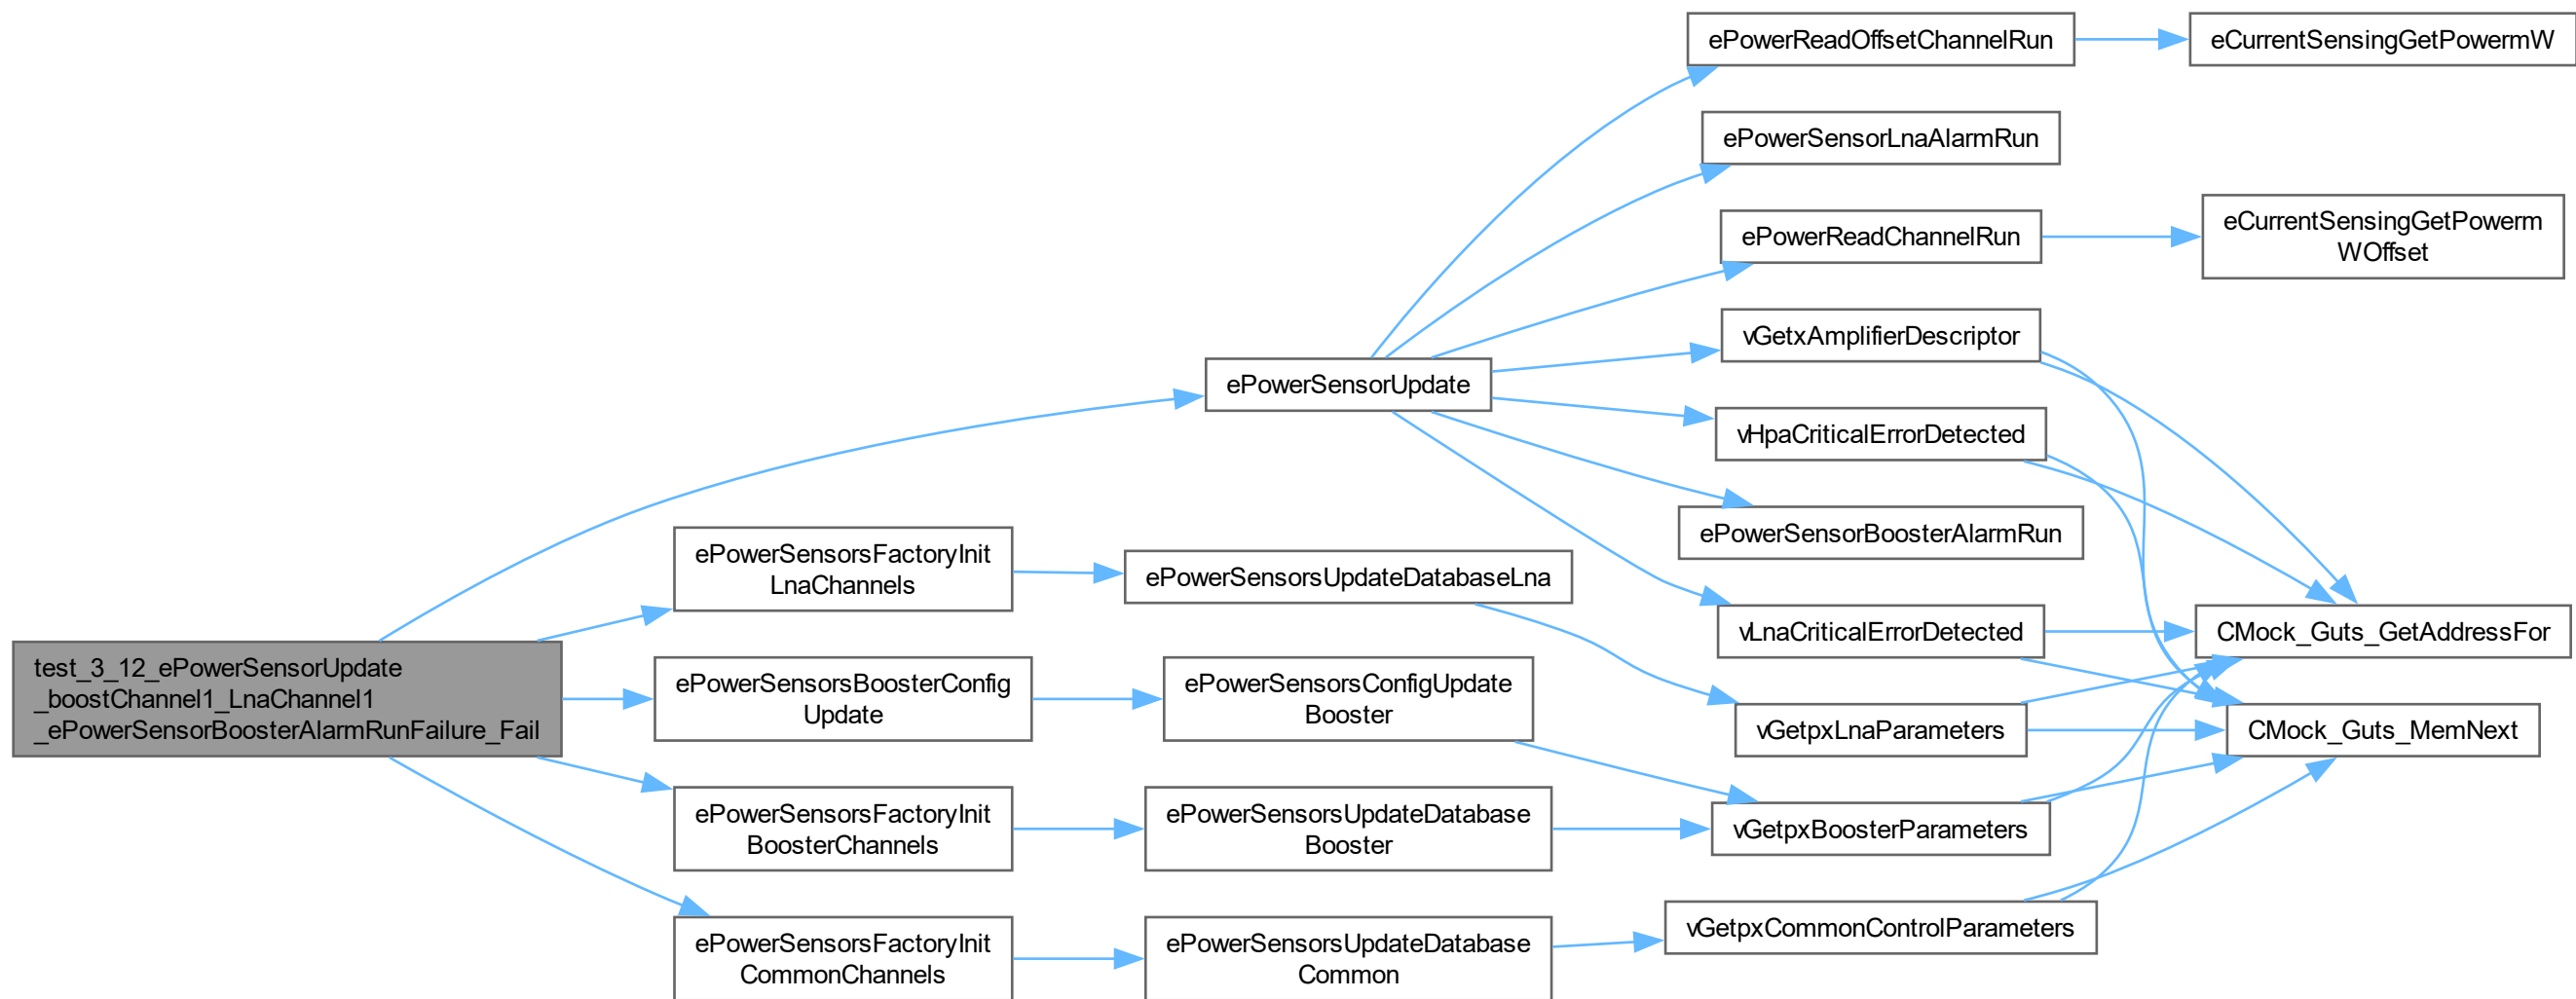 ePowerReadOffsetChannelRun
eCurrentSensingGetPowermW
ePowerSensorLnaAlarmRun
ePowerReadChannelRun
eCurrentSensingGetPowerm
WOffset
vGetxAmplifierDescriptor
ePowerSensorUpdate
vHpaCriticalErrorDetected
ePowerSensorBoosterAlarmRun
ePowerSensorsFactoryInit
LnaChannels
ePowerSensorsUpdateDatabaseLna
vLnaCriticalErrorDetected
CMock_Guts_GetAddressFor
test_3_12_ePowerSensorUpdate
_boostChannel1_LnaChannel1
_ePowerSensorBoosterAlarmRunFailure_Fail
ePowerSensorsBoosterConfig
Update
ePowerSensorsConfigUpdate
Booster
vGetpxLnaParameters
CMock_Guts_MemNext
ePowerSensorsFactoryInit
BoosterChannels
ePowerSensorsUpdateDatabase
Booster
vGetpxBoosterParameters
ePowerSensorsFactoryInit
CommonChannels
ePowerSensorsUpdateDatabase
Common
vGetpxCommonControlParameters